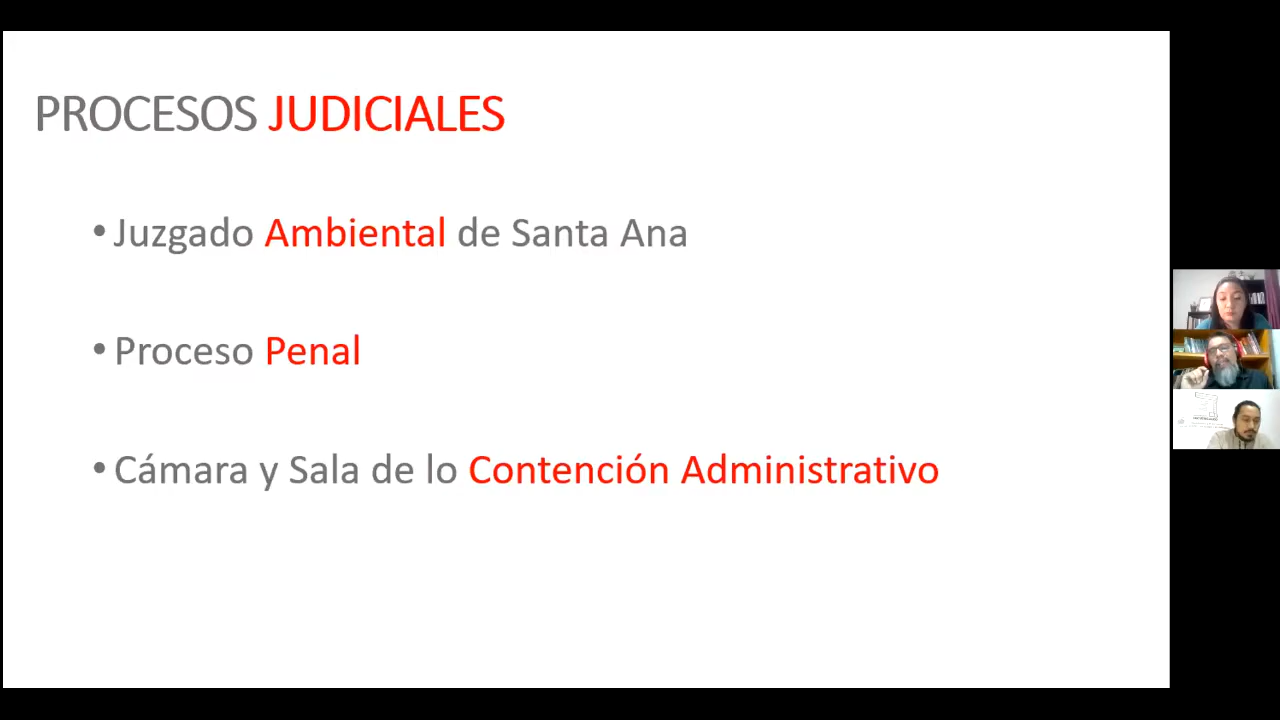 PROCESOS JUDICIALES
• Juzgado Ambiental de Santa Ana
• Proceso Penal
• Cámara y Sala de lo Contención Administrativo